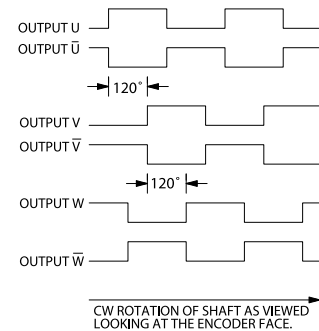 OUTPUT U
OUTPUT U̅
120°
OUTPUT V
OUTPUT V̅
120°
OUTPUT W
OUTPUT W̅
CW ROTATION OF SHAFT AS VIEWED
LOOKING AT THE ENCODER FACE.